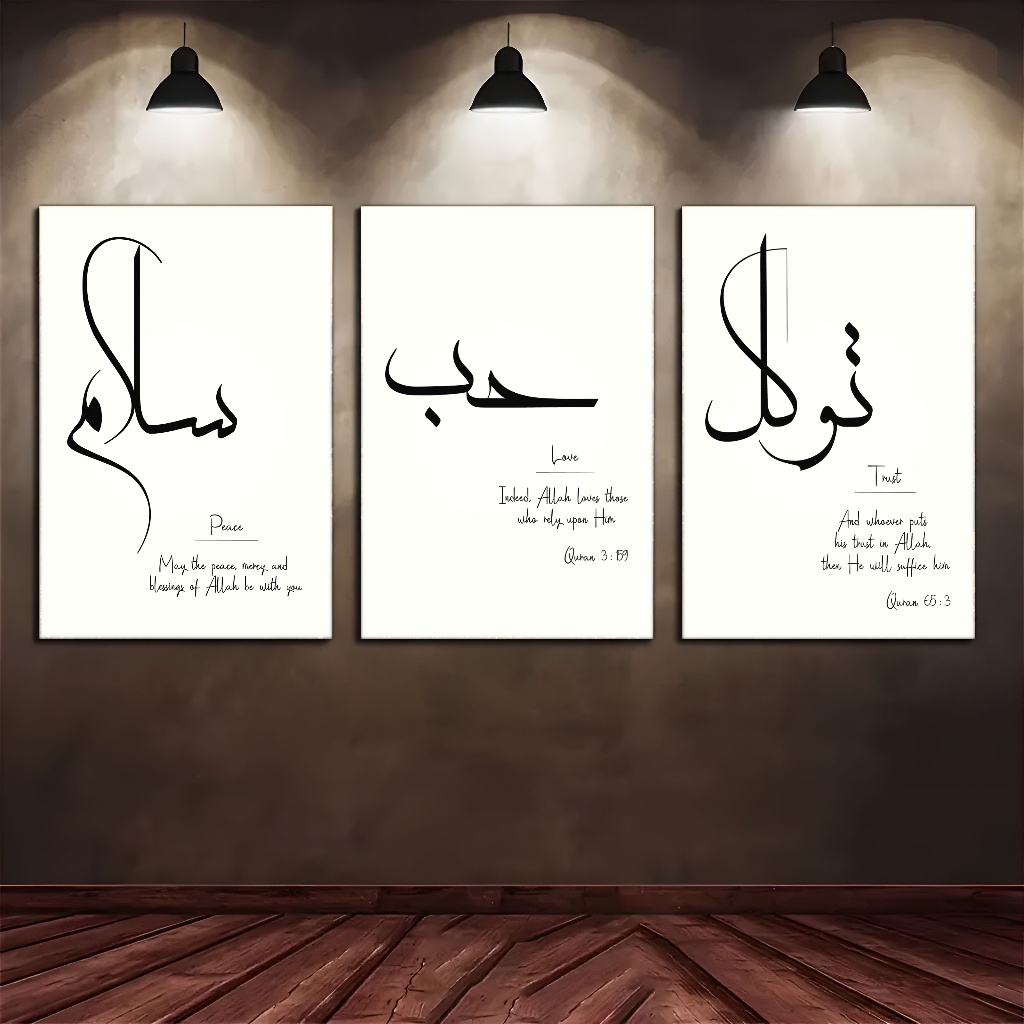 سلام
Peace
May the peace, mercy and
blessings of Allah be with you
حب
Love
Indeed, Allah loves those
who rely upon Him
Quran 3:159
توكل
Trust
And whoever puts
his trust in Allah,
then He will suffice him
Quran 65:3